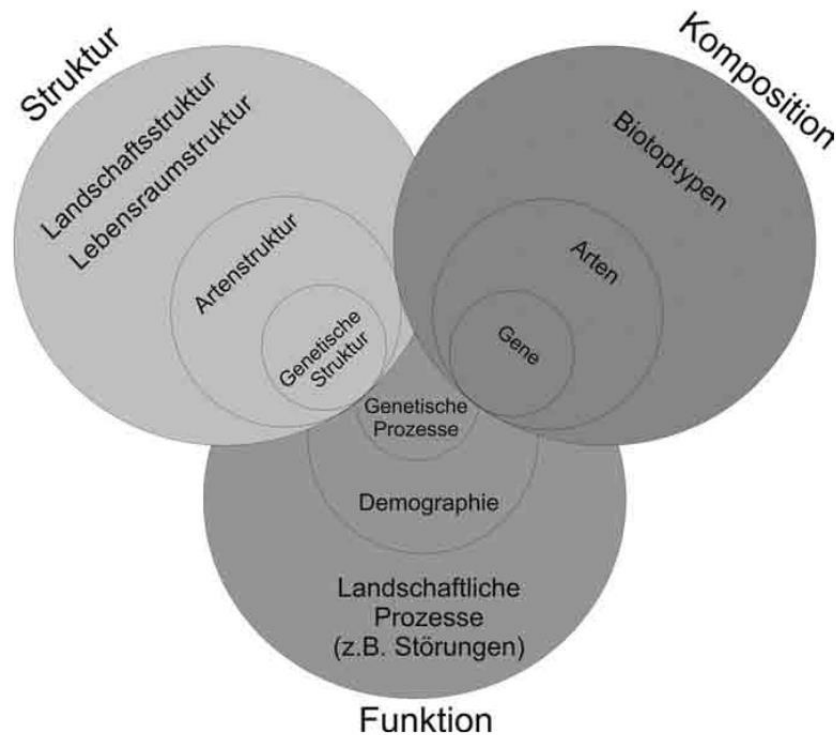 Struktur
Landschaftsstruktur
Lebensraumstruktur
Artenstruktur
Genetische
Struktur
Komposition
Biotoptypen
Arten
Gene
Genetische
Prozesse
Demographie
Landschaftliche
Prozesse
(z.B. Störungen)
Funktion